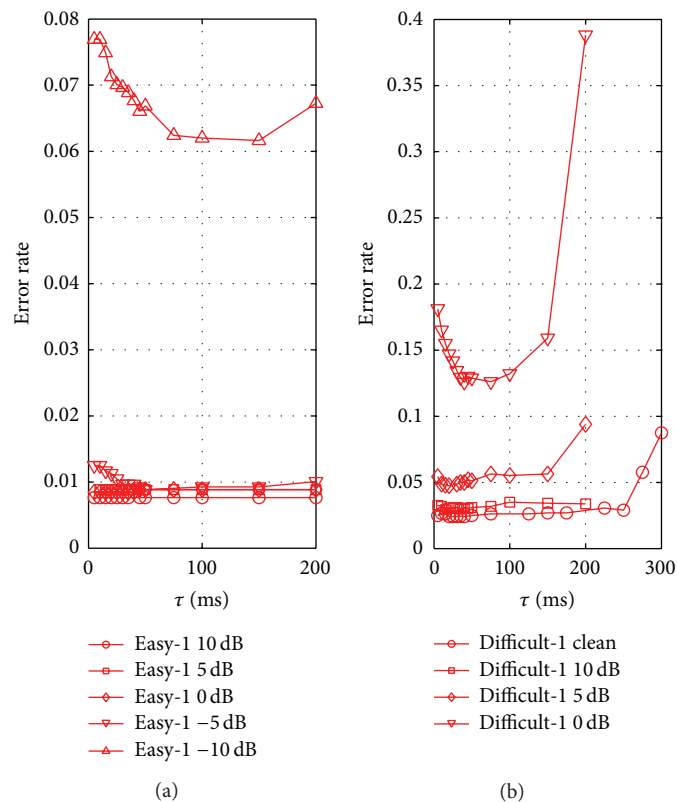 0.08
0.07
0.06
0.05
0.04
0.03
0.02
0.01
0
Error rate
0 100 200
τ (ms)
Easy-1 10 dB
Easy-1 5 dB
Easy-1 0 dB
Easy-1 −5 dB
Easy-1 −10 dB
(a)
0.4
0.35
0.3
0.25
0.2
0.15
0.1
0.05
0
Error rate
0 100 200 300
τ (ms)
Difficult-1 clean
Difficult-1 10 dB
Difficult-1 5 dB
Difficult-1 0 dB
(b)